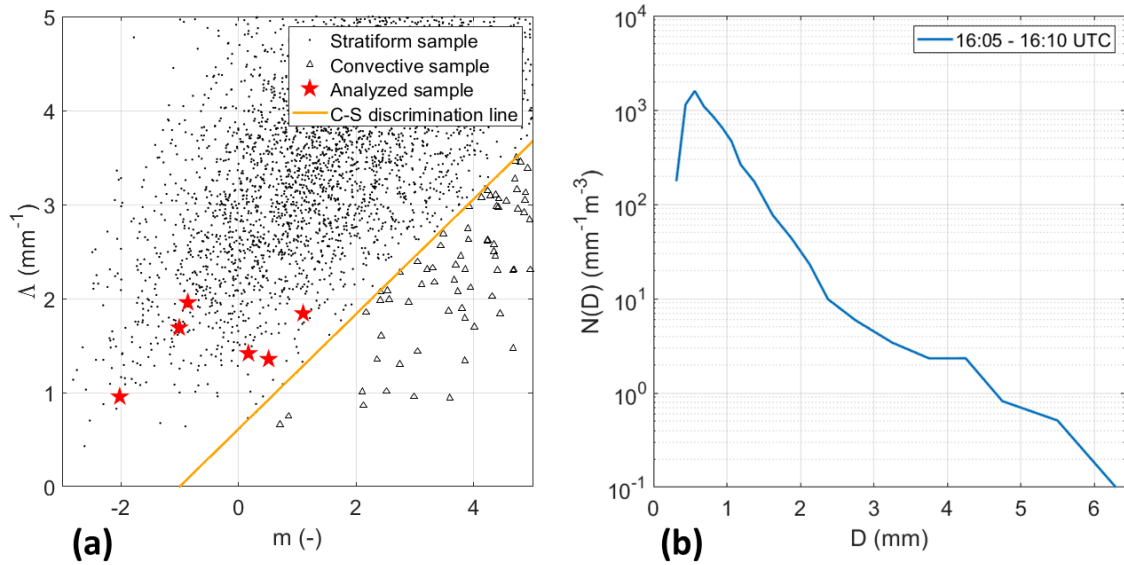 5
4
3
2
1
0
-2
0
2
4
Λ (mm⁻¹)
m (-)
Stratiform sample
Convective sample
Analyzed sample
C-S discrimination line
(a)
10⁴
10³
10²
10¹
10⁰
10⁻¹
0
1
2
3
4
5
6
N(D) (mm⁻¹m⁻³)
D (mm)
16:05 - 16:10 UTC
(b)